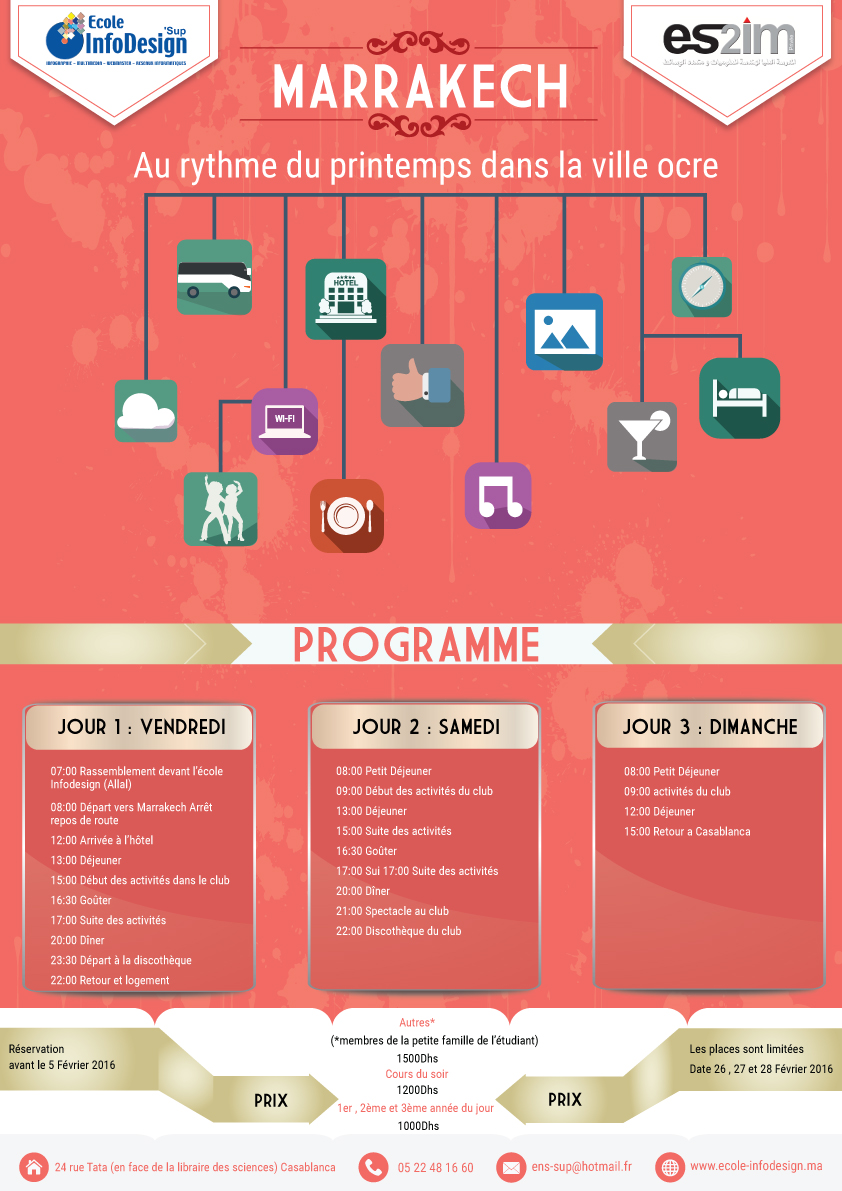 Ecole
InfoDesign 'Sup
INFOGRAPHIE - MULTIMEDIA - WEBMASTER - RESEAUX INFORMATIQUES
es2im
MARRAKECH
Au rythme du printemps dans la ville ocre
HOTEL
WI-FI
PROGRAMME
JOUR 1 : VENDREDI
07:00 Rassemblement devant l'école
Infodesign (Allal)
08:00 Départ vers Marrakech Arrêt
repos de route
12:00 Arrivée à l'hôtel
13:00 Déjeuner
15:00 Début des activités dans le club
16:30 Goûter
17:00 Suite des activités
20:00 Dîner
23:30 Départ à la discothèque
22:00 Retour et logement
JOUR 2 : SAMEDI
08:00 Petit Déjeuner
09:00 Début des activités du club
13:00 Déjeuner
15:00 Suite des activités
16:30 Goûter
17:00 Sui 17:00 Suite des activités
20:00 Dîner
21:00 Spectacle au club
22:00 Discothèque du club
JOUR 3 : DIMANCHE
08:00 Petit Déjeuner
09:00 activités du club
12:00 Déjeuner
15:00 Retour a Casablanca
Réservation
avant le 5 Février 2016
PRIX
Autres*
(*membres de la petite famille de l'étudiant)
1500Dhs
Cours du soir
1200Dhs
1er , 2ème et 3ème année du jour
1000Dhs
PRIX
Les places sont limitées
Date 26 , 27 et 28 Février 2016
24 rue Tata (en face de la libraire des sciences) Casablanca
05 22 48 16 60
ens-sup@hotmail.fr
www.ecole-infodesign.ma